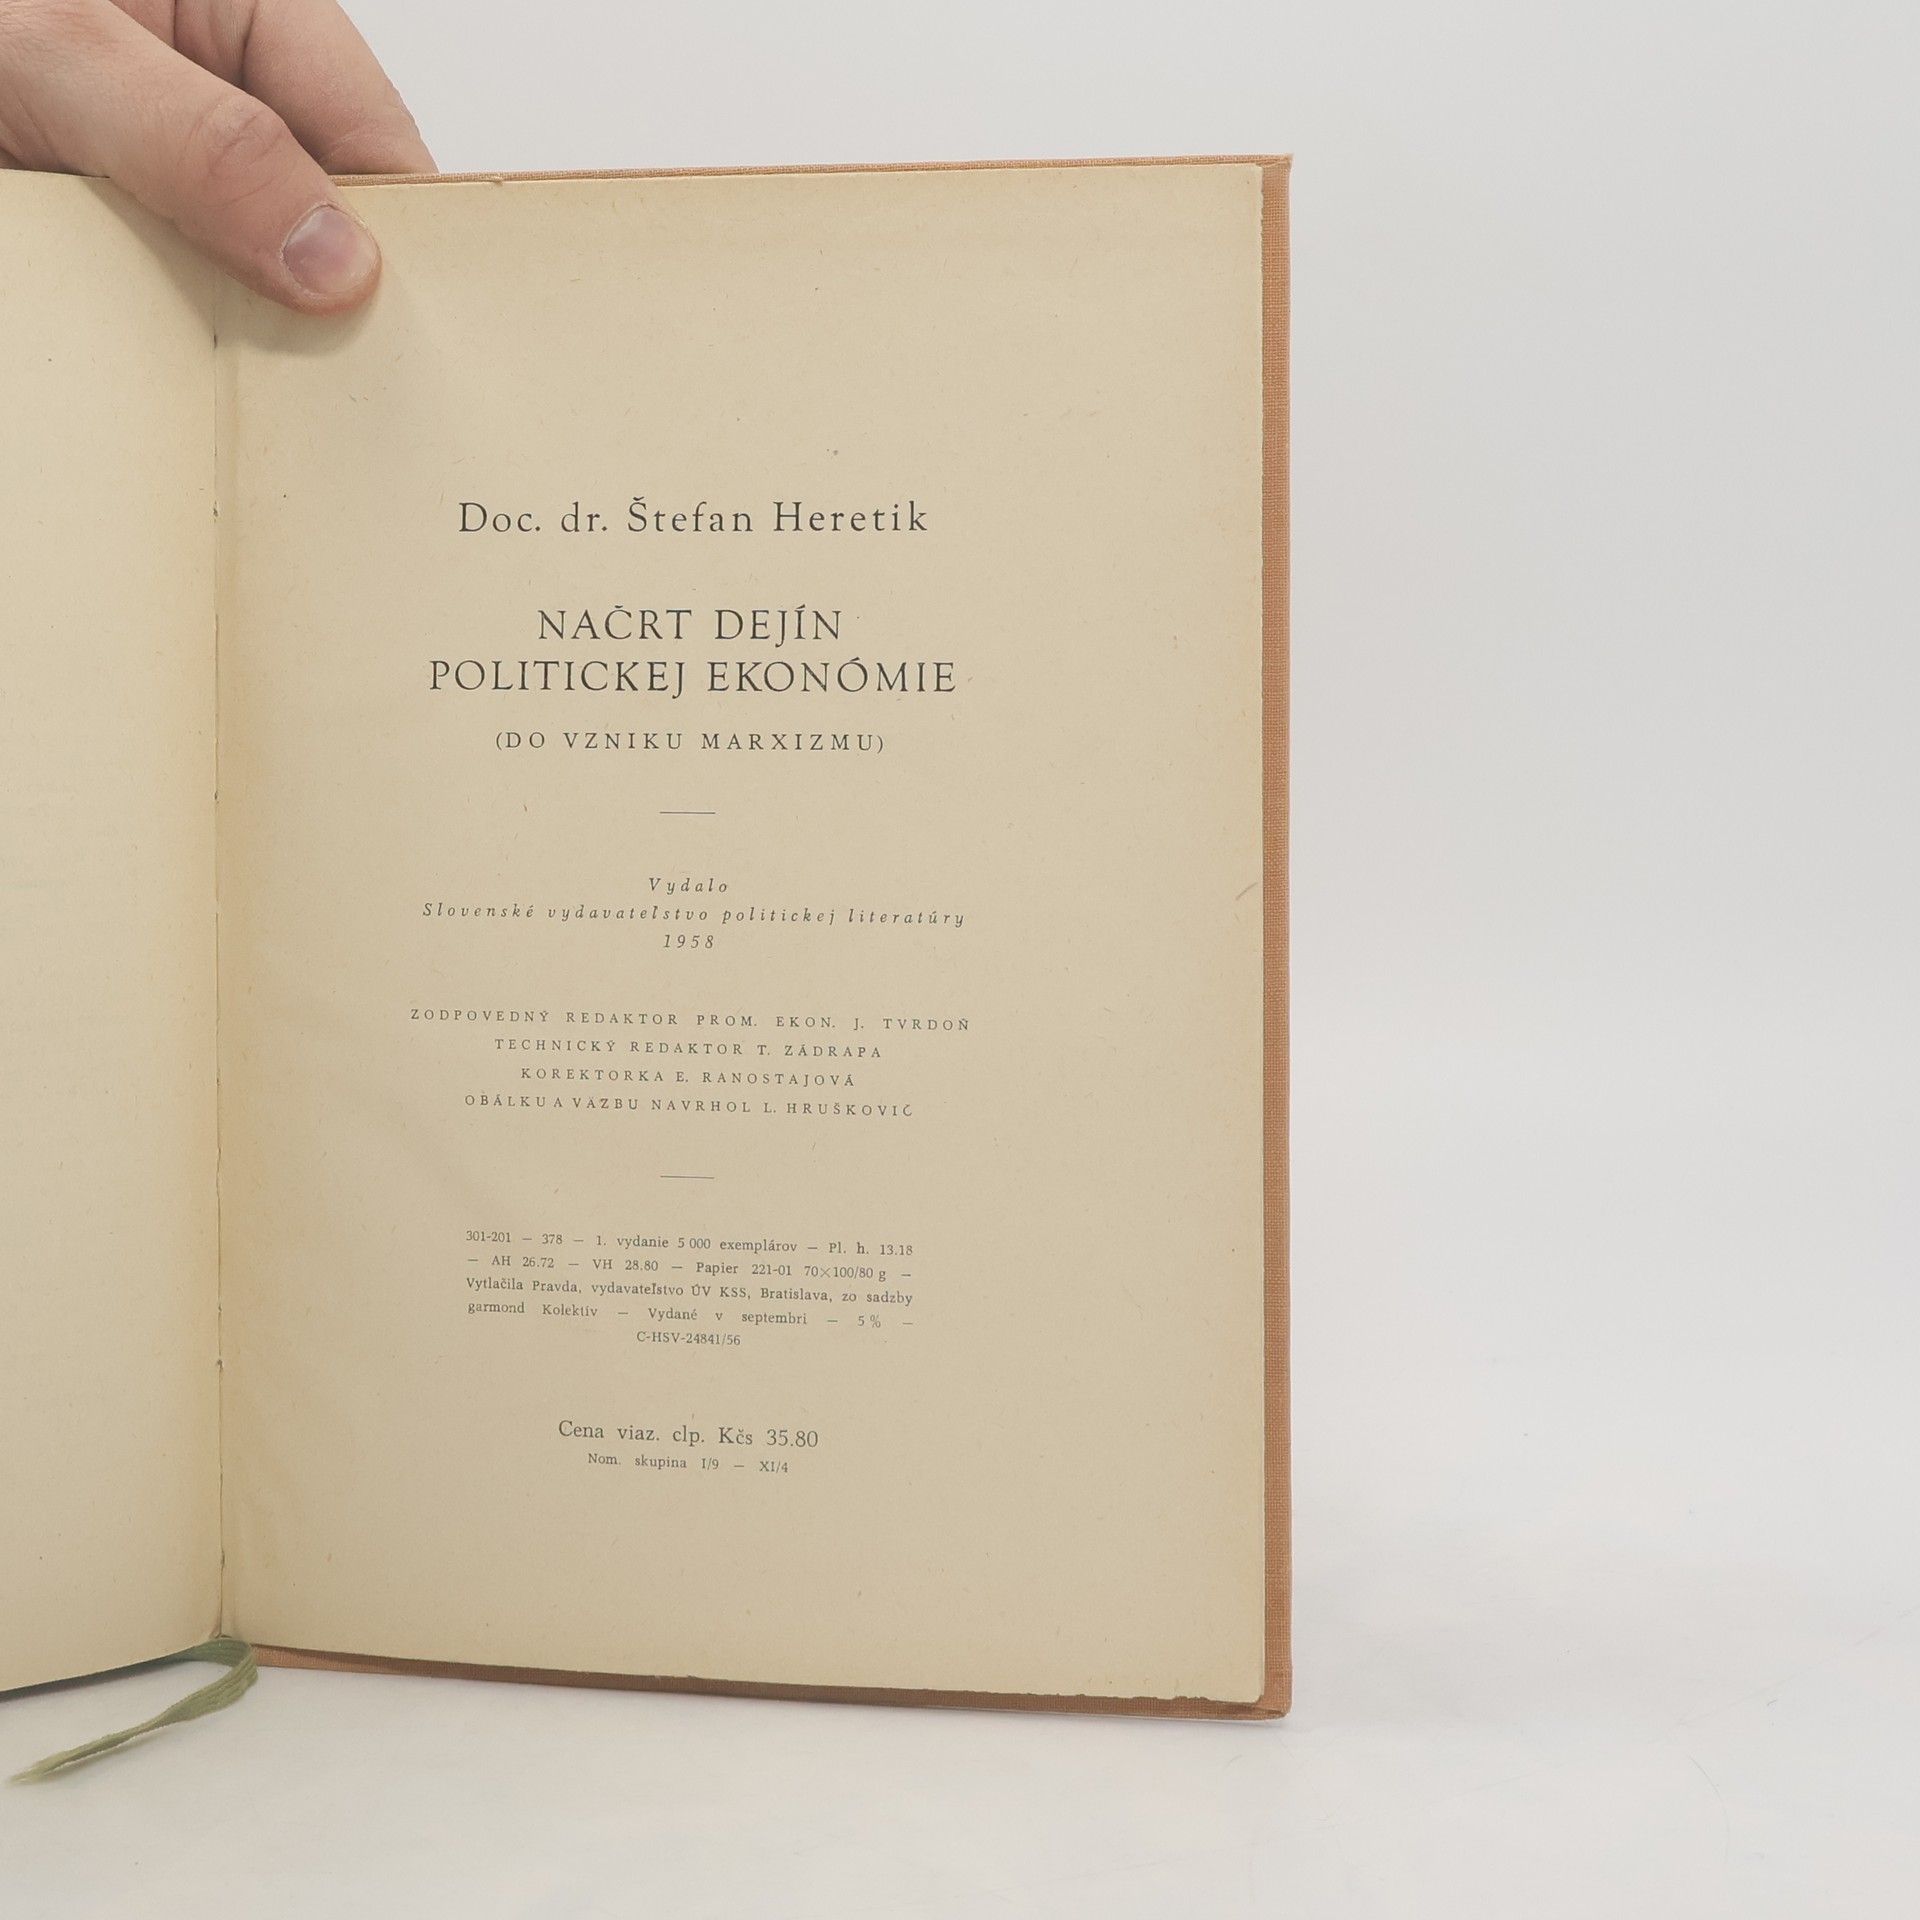 Doc. dr. Štefan Heretik
NAČRT DEJÍN
POLITICKEJ EKONÓMIE
(DO VZNIKU MARXIZMU)
Vydalo
Slovenské vydavateľstvo politickej literatúry
1958
ZODPOVEDNÝ REDAKTOR PROM. EKON. J. TVRDOŇ
TECHNICKÝ REDAKTOR T. ZÁDRAPA
KOREKTORKA E. RANOSTAJOVÁ
OBÁLKU A VÄZBU NAVRHOL L. HRUŠKOVIČ
301-201 — 378 — 1. vydanie 5 000 exemplárov — Pl. h. 13.18
— AH 26.72 — VH 28.80 — Papier 221-01 70×100/80 g —
Vytlačila Pravda, vydavateľstvo ÚV KSS, Bratislava, zo sadzby
garmond Kolektív — Vydané v septembri — 5 % —
C-HSV-24841/56
Cena viaz. clp. Kčs 35.80
Nom. skupina I/9 — XI/4